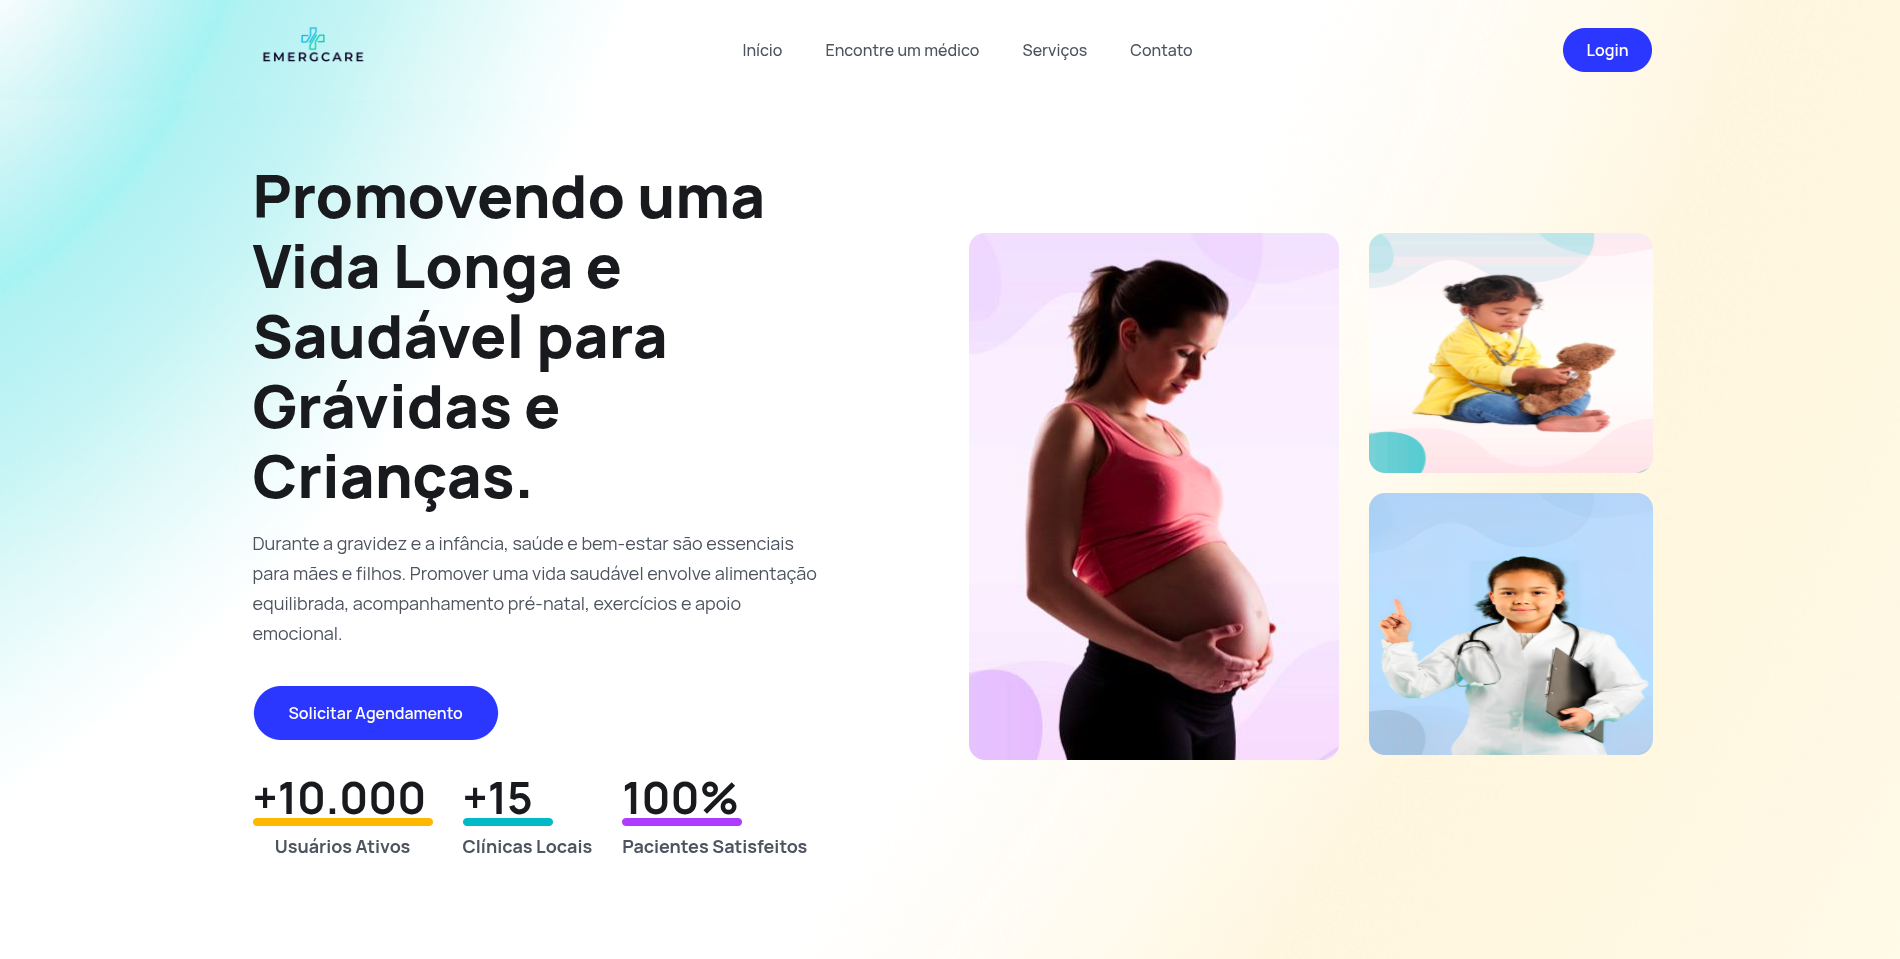 EMERGCARE
Início
Encontre um médico
Serviços
Contato
Login
Promovendo uma
Vida Longa e
Saudável para
Grávidas e
Crianças.
Durante a gravidez e a infância, saúde e bem-estar são essenciais
para mães e filhos. Promover uma vida saudável envolve alimentação
equilibrada, acompanhamento pré-natal, exercícios e apoio
emocional.
Solicitar Agendamento
+10.000
Usuários Ativos
+15
Clínicas Locais
100%
Pacientes Satisfeitos